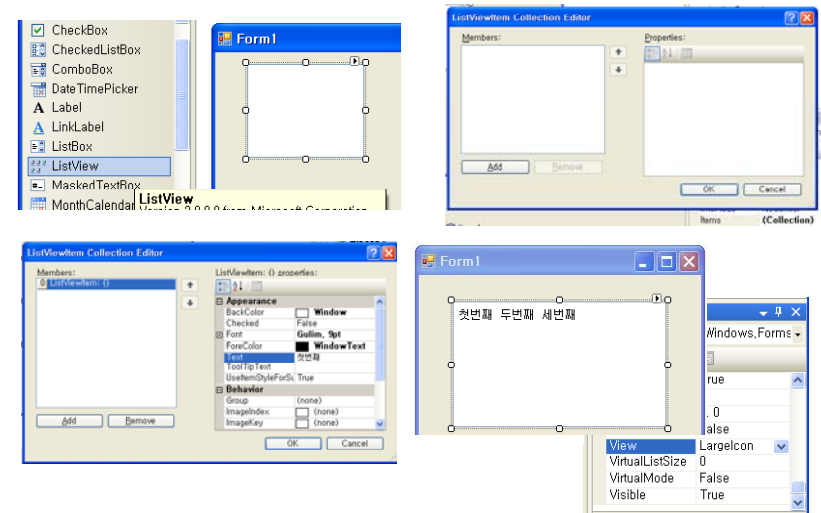 CheckBox
CheckedListBox
ComboBox
DateTimePicker
A Label
A LinkLabel
ListBox
ListView
MaskedTextBox
MonthCalendar
ListView
from Microsoft Corporation
Form1
ListViewItem Collection Editor
Members:
Properties:
Add
Remove
OK
Cancel
Items
(Collection)
ListViewItem Collection Editor
Members:
0 ListViewItem: {}
Add
Remove
ListViewItem: {} properties:
Appearance
BackColor Window
Checked False
Font Gulim, 9pt
ForeColor WindowText
Text 첫번째
ToolTipText
UseItemStyleForSu True
Behavior
Group (none)
ImageIndex (none)
ImageKey (none)
OK
Cancel
Form1
첫번째 두번째 세번째
Windows,Forms
rue
, 0
alse
View LargeIcon
VirtualListSize 0
VirtualMode False
Visible True